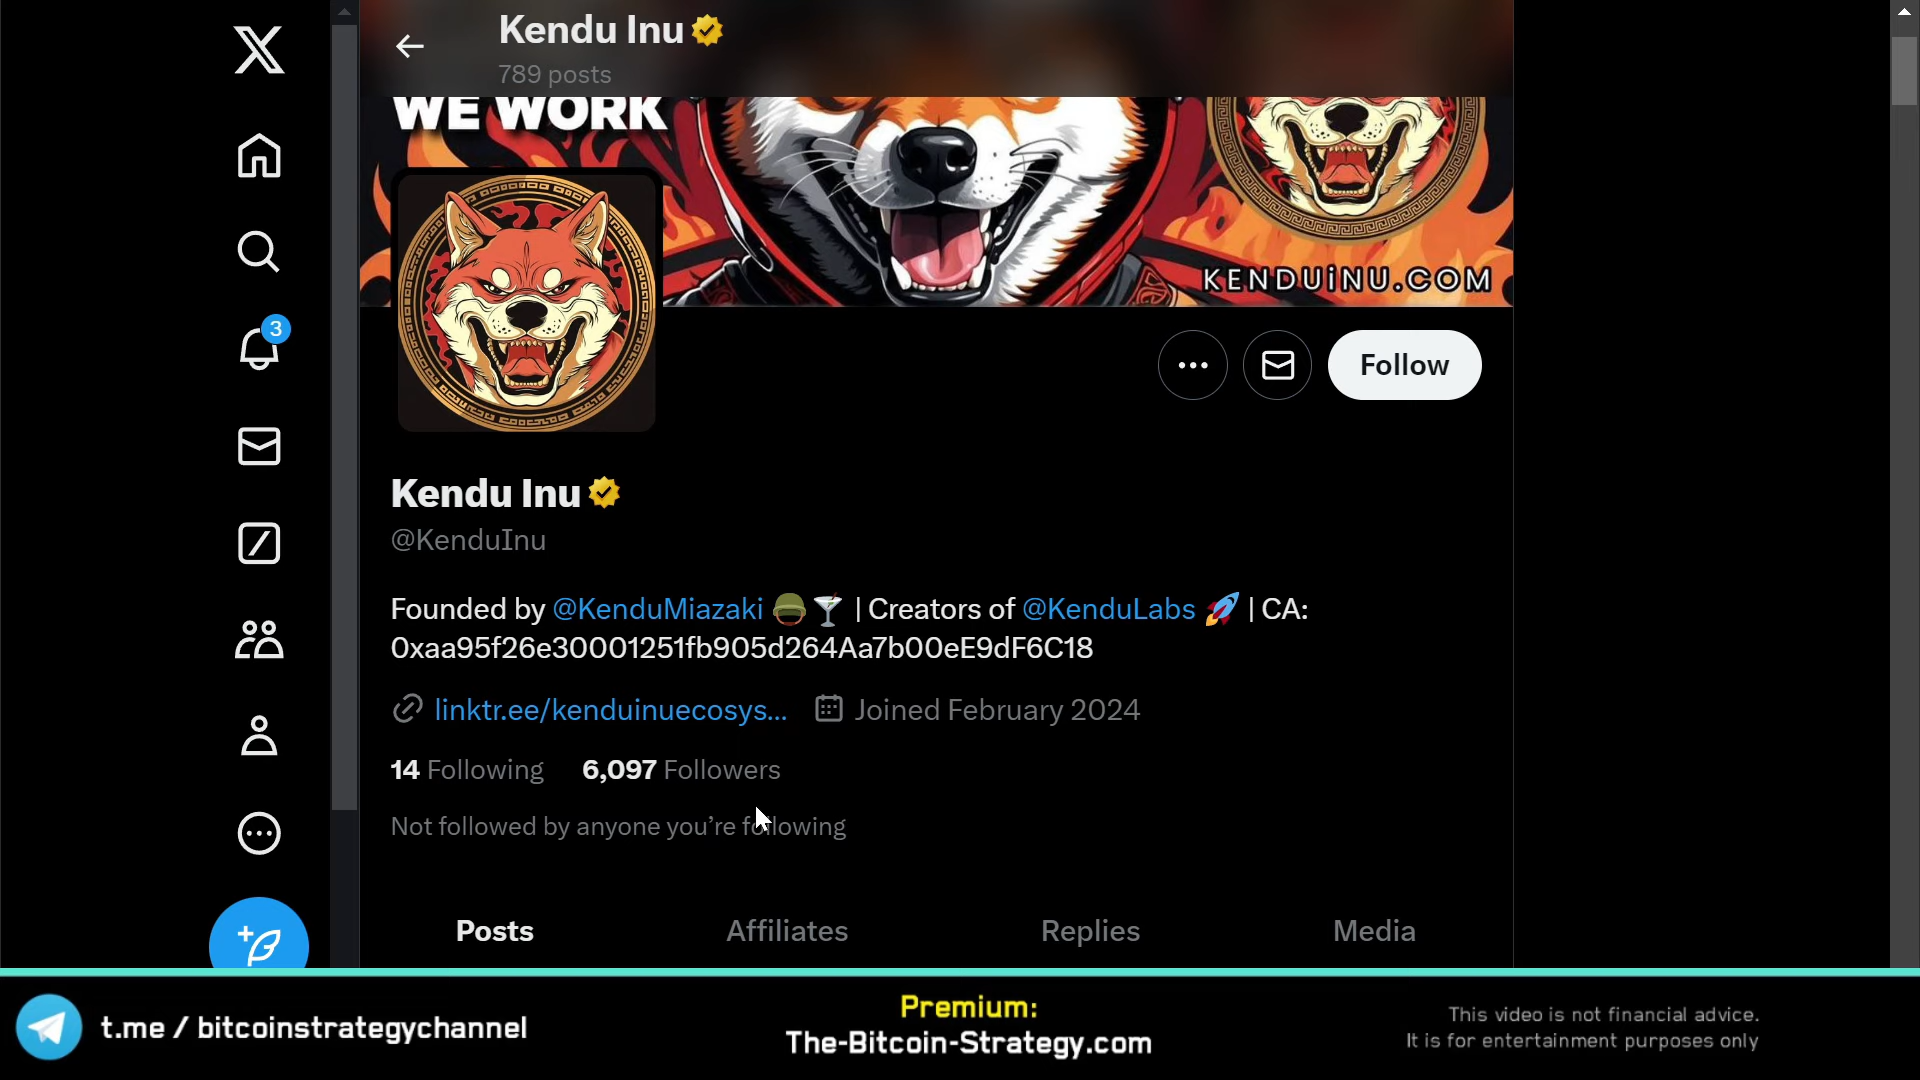 Kendu Inu
789 posts
WE WORK
KENDUiNU.COM
3
Follow
Kendu Inu
@KenduInu
Founded by @KenduMiazaki | Creators of @KenduLabs | CA:
0xaa95f26e30001251fb905d264Aa7b00eE9dF6C18
linktr.ee/kenduinuecosys... Joined February 2024
14 Following 6,097 Followers
Not followed by anyone you’re following
Posts Affiliates Replies Media
t.me / bitcoinstrategychannel
Premium:
The-Bitcoin-Strategy.com
This video is not financial advice.
It is for entertainment purposes only